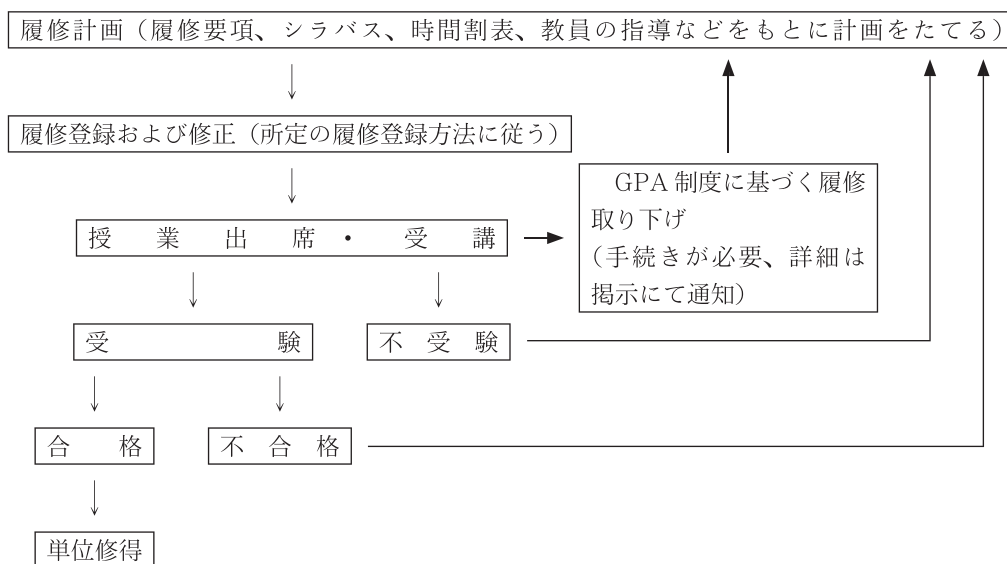 履修計画（履修要項、シラバス、時間割表、教員の指導などをもとに計画をたてる）
履修登録および修正（所定の履修登録方法に従う）
GPA 制度に基づく履修
取り下げ
（手続きが必要、詳細は
掲示にて通知）
授業出席・受講
受験
不受験
合格
不合格
単位修得